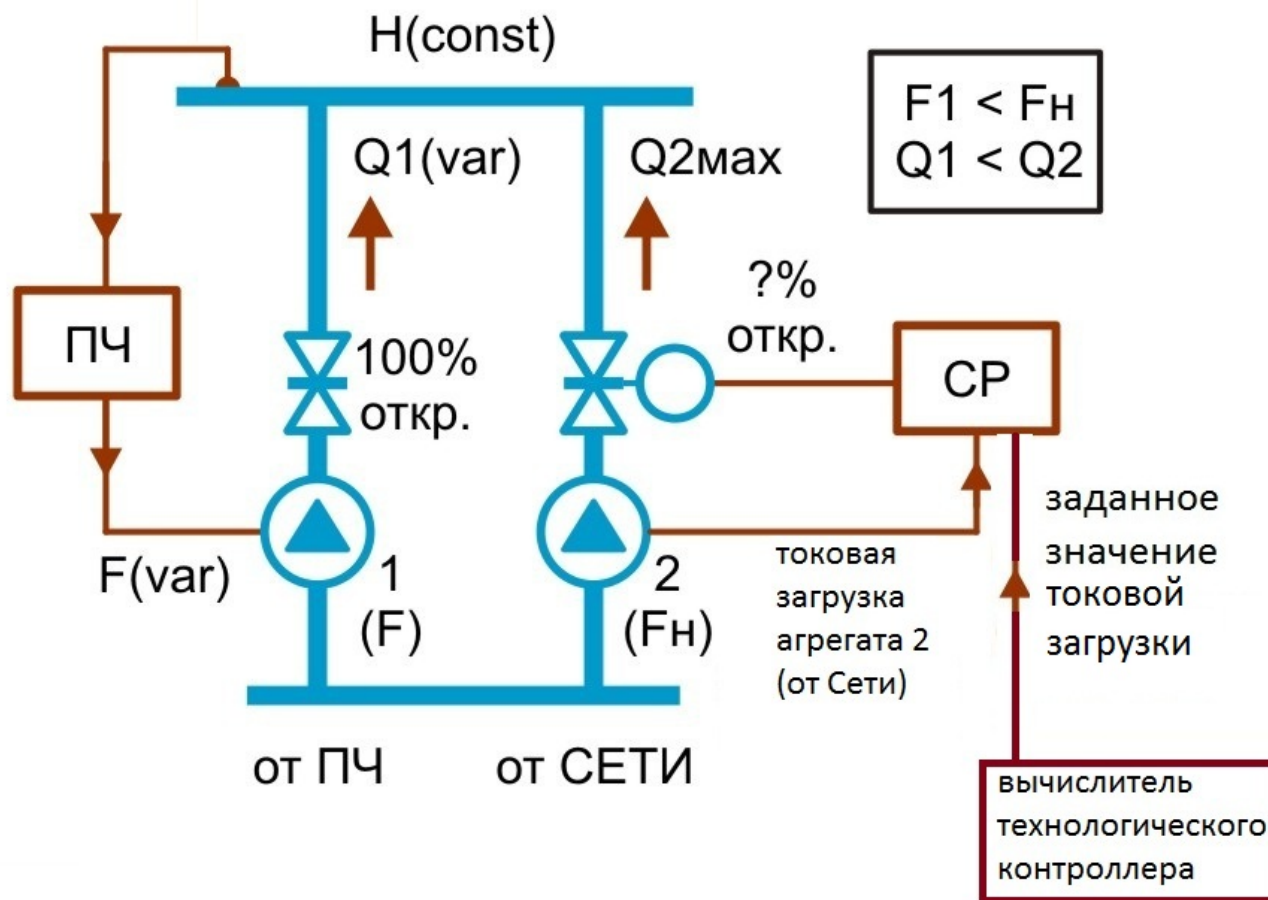 H(const)
F1 < Fн
Q1 < Q2
Q1(var)
Q2мах
ПЧ
100%
откр.
?%
откр.
СР
F(var)
1
(F)
2
(Fн)
токовая
загрузка
агрегата 2
(от Сети)
заданное
значение
токовой
загрузки
от ПЧ
от СЕТИ
вычислитель
технологического
контроллера